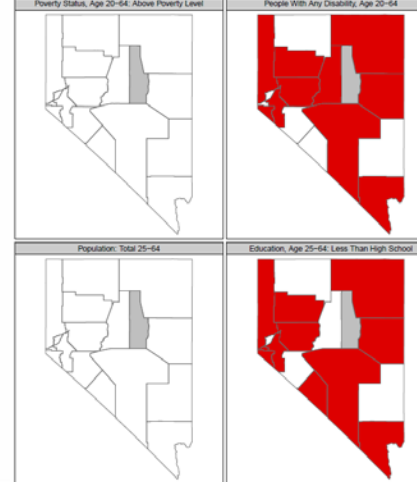 Poverty Status, Age 20−64: Above Poverty Level
People With Any Disability, Age 20−64
Population: Total 25−64
Education, Age 25−64: Less Than High School